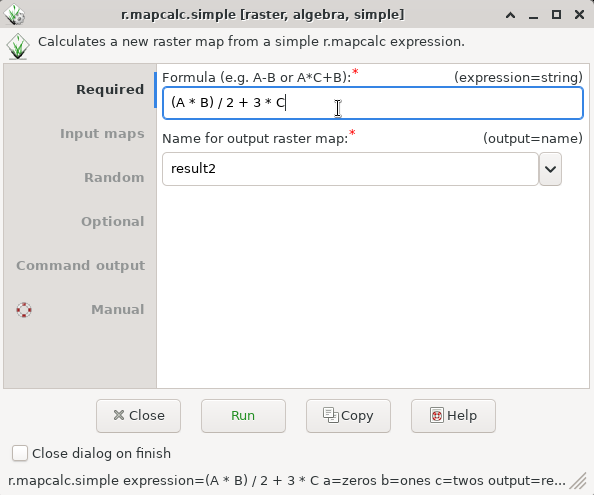 r.mapcalc.simple [raster, algebra, simple]
Calculates a new raster map from a simple r.mapcalc expression.
Required
Input maps
Random
Optional
Command output
Manual
Formula (e.g. A-B or A*C+B):* (expression=string)
(A * B) / 2 + 3 * C
Name for output raster map:* (output=name)
result2
Close
Run
Copy
Help
Close dialog on finish
r.mapcalc.simple expression=(A * B) / 2 + 3 * C a=zeros b=ones c=twos output=re...